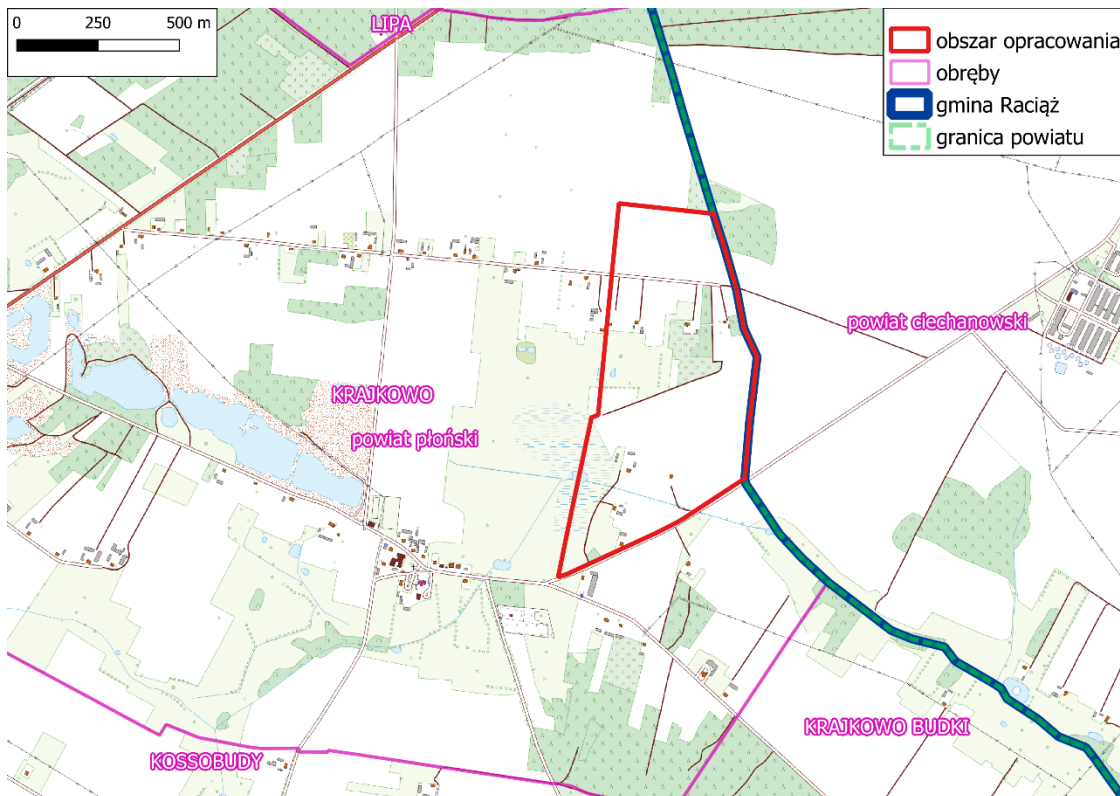 0 250 500 m
LIPA
obszar opracowania
obręby
gmina Raciąż
granica powiatu
powiat ciechanowski
KRAJKOWO
powiat płoński
KRAJKOWO BUDKI
KOSSOBUDY